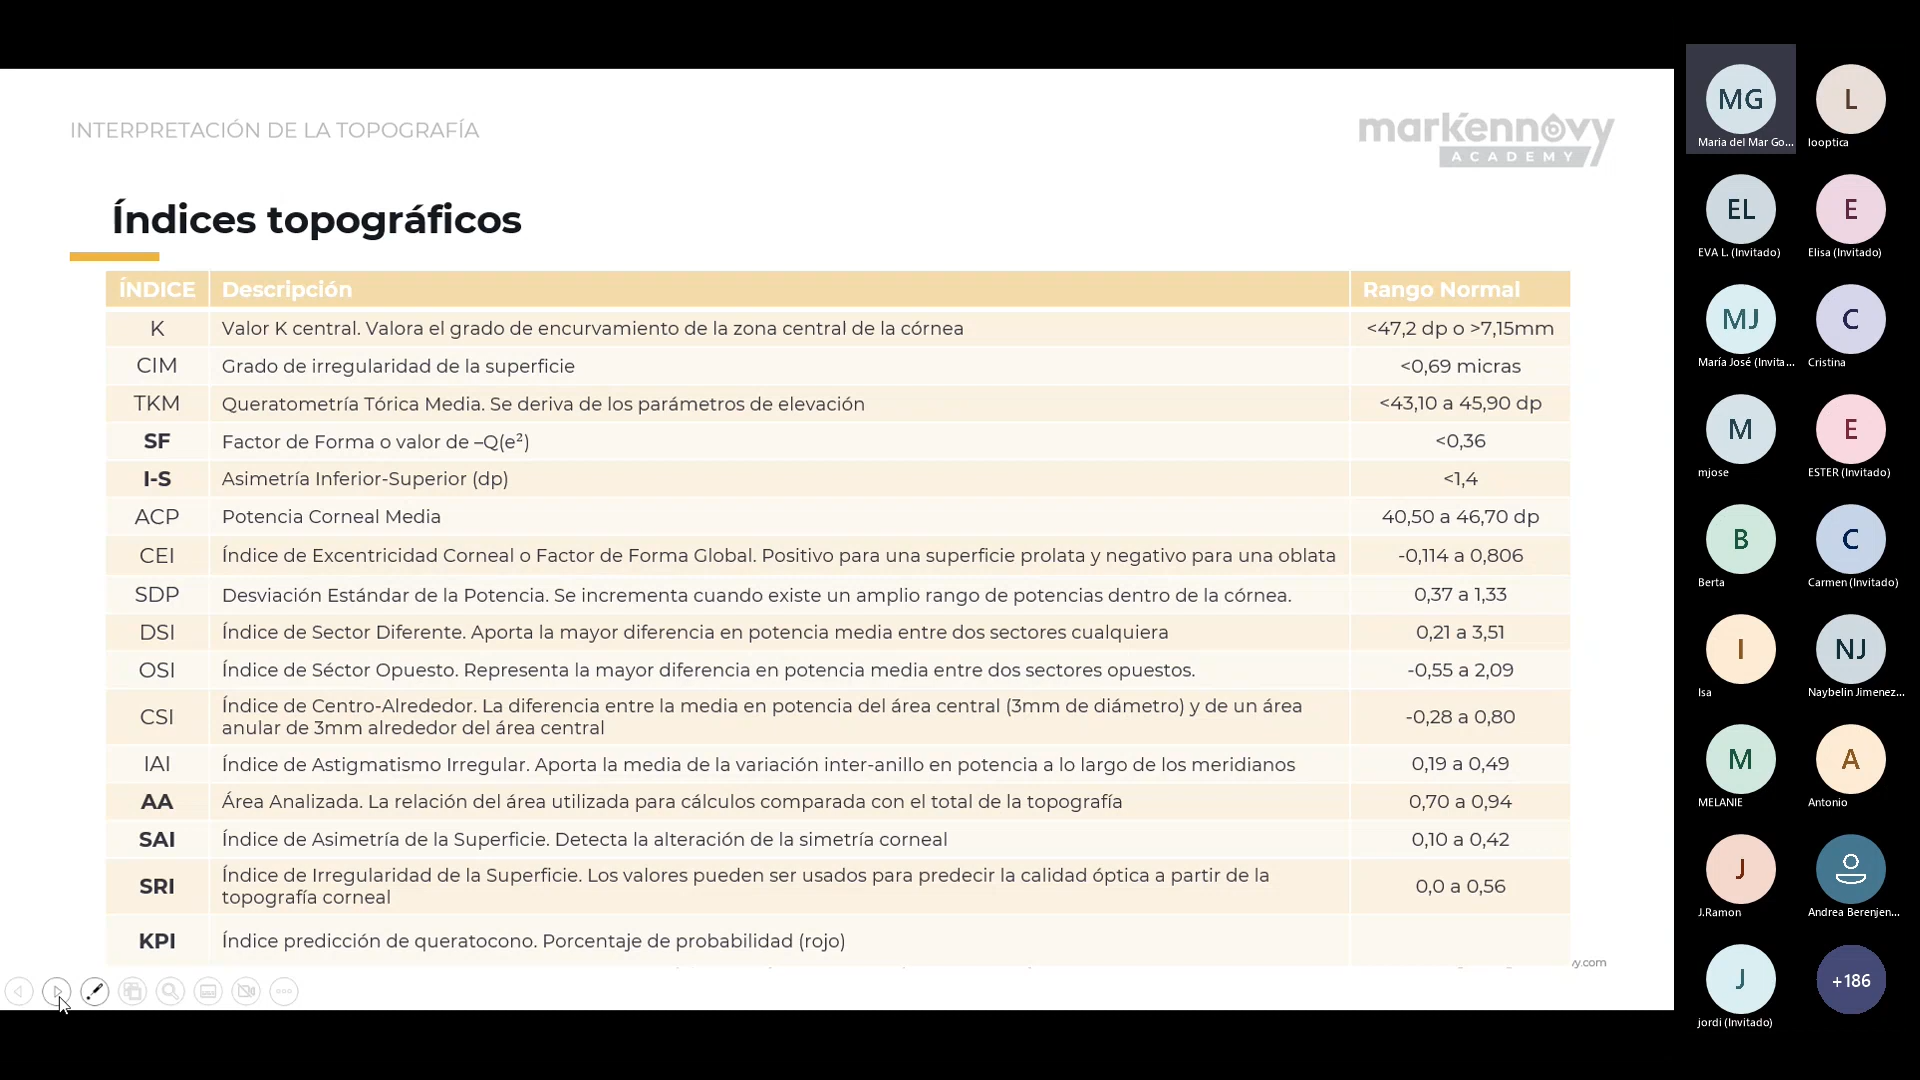 INTERPRETACIÓN DE LA TOPOGRAFÍA
markennovy
ACADEMY
Índices topográficos
ÍNDICE Descripción Rango Normal
K Valor K central. Valora el grado de encurvamiento de la zona central de la córnea <47,2 dp o >7,15mm
CIM Grado de irregularidad de la superficie <0,69 micras
TKM Queratometría Tórica Media. Se deriva de los parámetros de elevación <43,10 a 45,90 dp
SF Factor de Forma o valor de –Q(e²) <0,36
I-S Asimetría Inferior-Superior (dp) <1,4
ACP Potencia Corneal Media 40,50 a 46,70 dp
CEI Índice de Excentricidad Corneal o Factor de Forma Global. Positivo para una superficie prolata y negativo para una oblata -0,114 a 0,806
SDP Desviación Estándar de la Potencia. Se incrementa cuando existe un amplio rango de potencias dentro de la córnea. 0,37 a 1,33
DSI Índice de Sector Diferente. Aporta la mayor diferencia en potencia media entre dos sectores cualquiera 0,21 a 3,51
OSI Índice de Séctor Opuesto. Representa la mayor diferencia en potencia media entre dos sectores opuestos. -0,55 a 2,09
CSI Índice de Centro-Alrededor. La diferencia entre la media en potencia del área central (3mm de diámetro) y de un área
anular de 3mm alrededor del área central -0,28 a 0,80
IAI Índice de Astigmatismo Irregular. Aporta la media de la variación inter-anillo en potencia a lo largo de los meridianos 0,19 a 0,49
AA Área Analizada. La relación del área utilizada para cálculos comparada con el total de la topografía 0,70 a 0,94
SAI Índice de Asimetría de la Superficie. Detecta la alteración de la simetría corneal 0,10 a 0,42
SRI Índice de Irregularidad de la Superficie. Los valores pueden ser usados para predecir la calidad óptica a partir de la
topografía corneal 0,0 a 0,56
KPI Índice predicción de queratocono. Porcentaje de probabilidad (rojo)
vy.com
MG L
Maria del Mar Go... looptica
EL E
EVA L. (Invitado) Elisa (Invitado)
MJ C
María José (Invita... Cristina
M E
mjose ESTER (Invitado)
B C
Berta Carmen (Invitado)
I NJ
Isa Naybelin Jimenez...
M A
MELANIE Antonio
J
J.Ramon Andrea Berenjen...
J +186
jordi (Invitado)